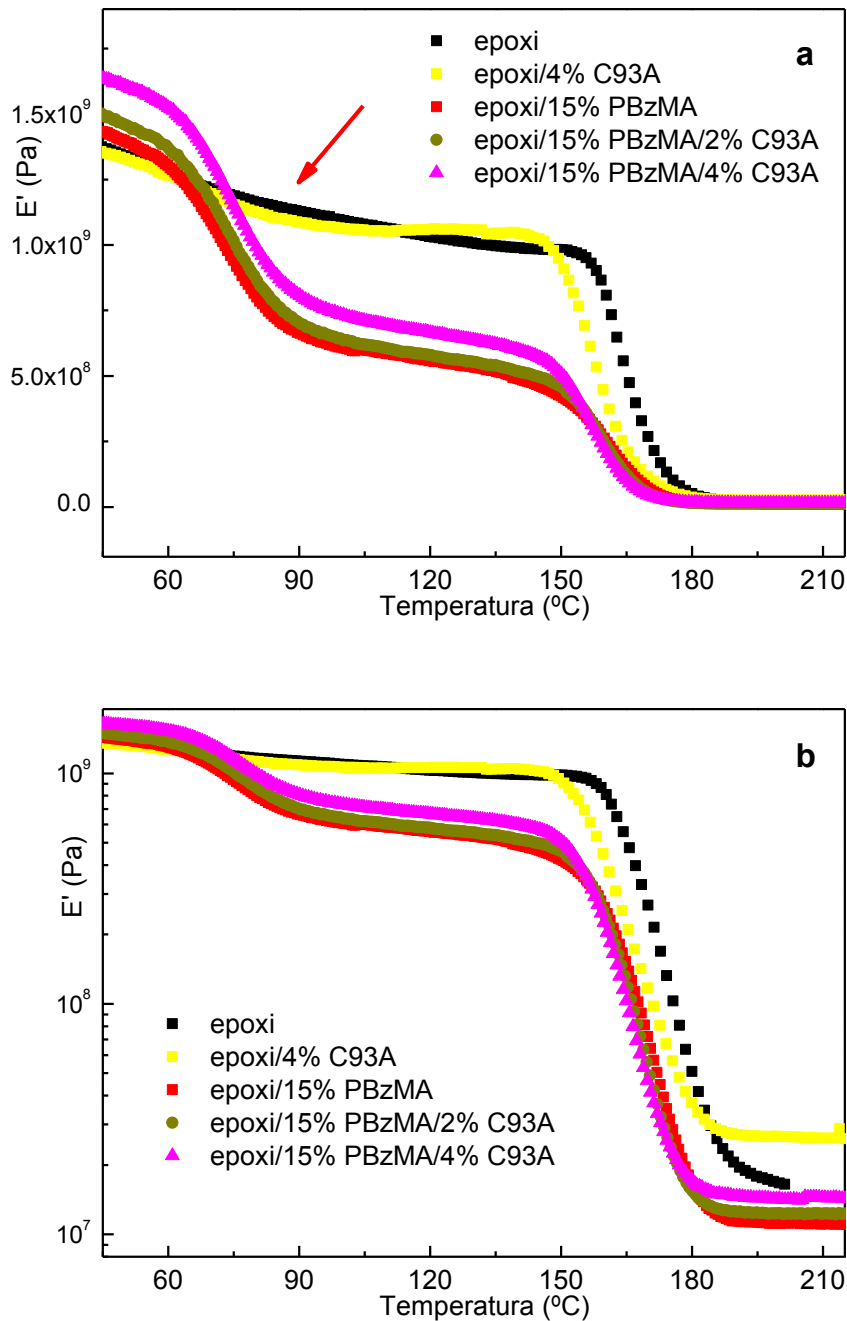 a
epoxi
epoxi/4% C93A
epoxi/15% PBzMA
epoxi/15% PBzMA/2% C93A
epoxi/15% PBzMA/4% C93A
1.5x10⁹
1.0x10⁹
5.0x10⁸
0.0
E' (Pa)
60 90 120 150 180 210
Temperatura (ºC)
b
10⁹
10⁸
10⁷
E' (Pa)
epoxi
epoxi/4% C93A
epoxi/15% PBzMA
epoxi/15% PBzMA/2% C93A
epoxi/15% PBzMA/4% C93A
60 90 120 150 180 210
Temperatura (ºC)